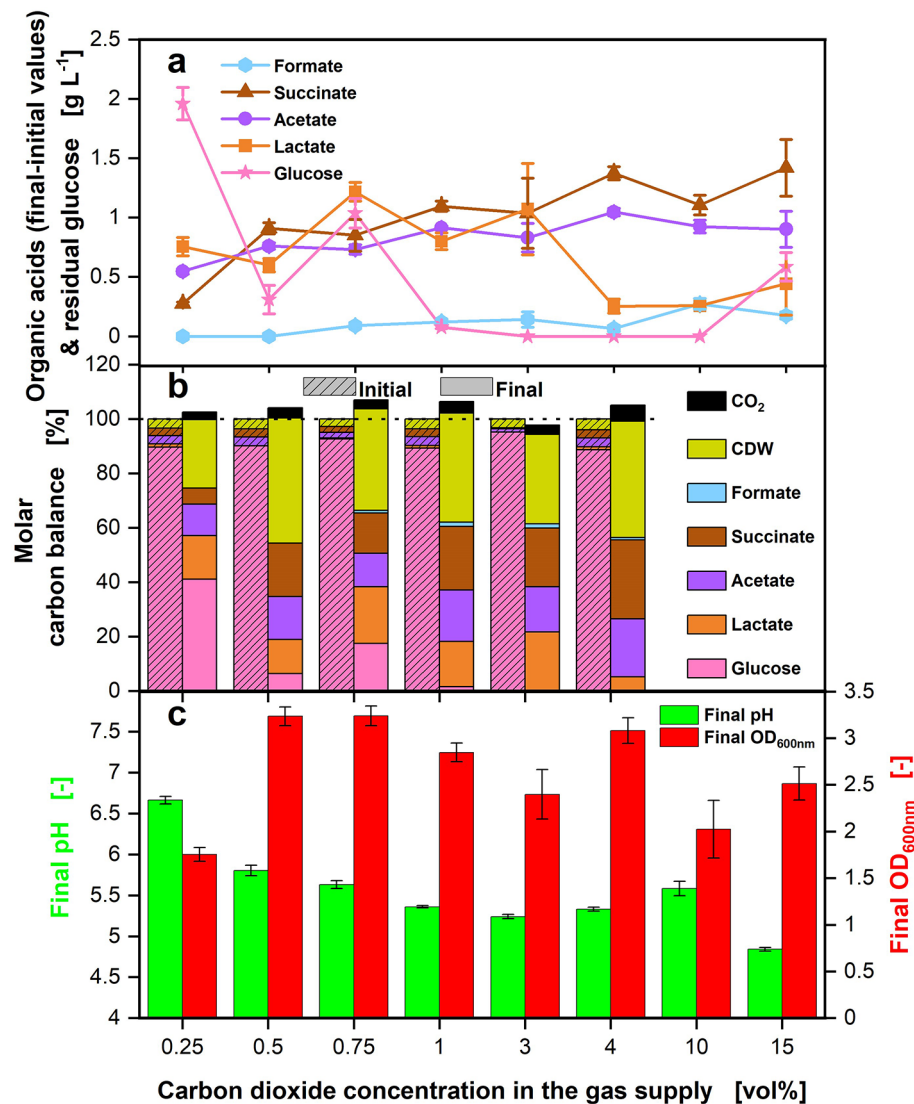 Organic acids (final-initial values)
& residual glucose [g L⁻¹]
2.5
2
1.5
1
0.5
0
a
Formate
Succinate
Acetate
Lactate
Glucose
Molar
carbon balance [%]
120
100
80
60
40
20
0
b
Initial
Final
CO₂
CDW
Formate
Succinate
Acetate
Lactate
Glucose
Final pH [-]
7.5
7
6.5
6
5.5
5
4.5
4
c
Final pH
Final OD₆₀₀ₙₘ
3.5
3
2.5
2
1.5
1
0.5
0
Final OD₆₀₀ₙₘ [-]
0.25 0.5 0.75 1 3 4 10 15
Carbon dioxide concentration in the gas supply [vol%]